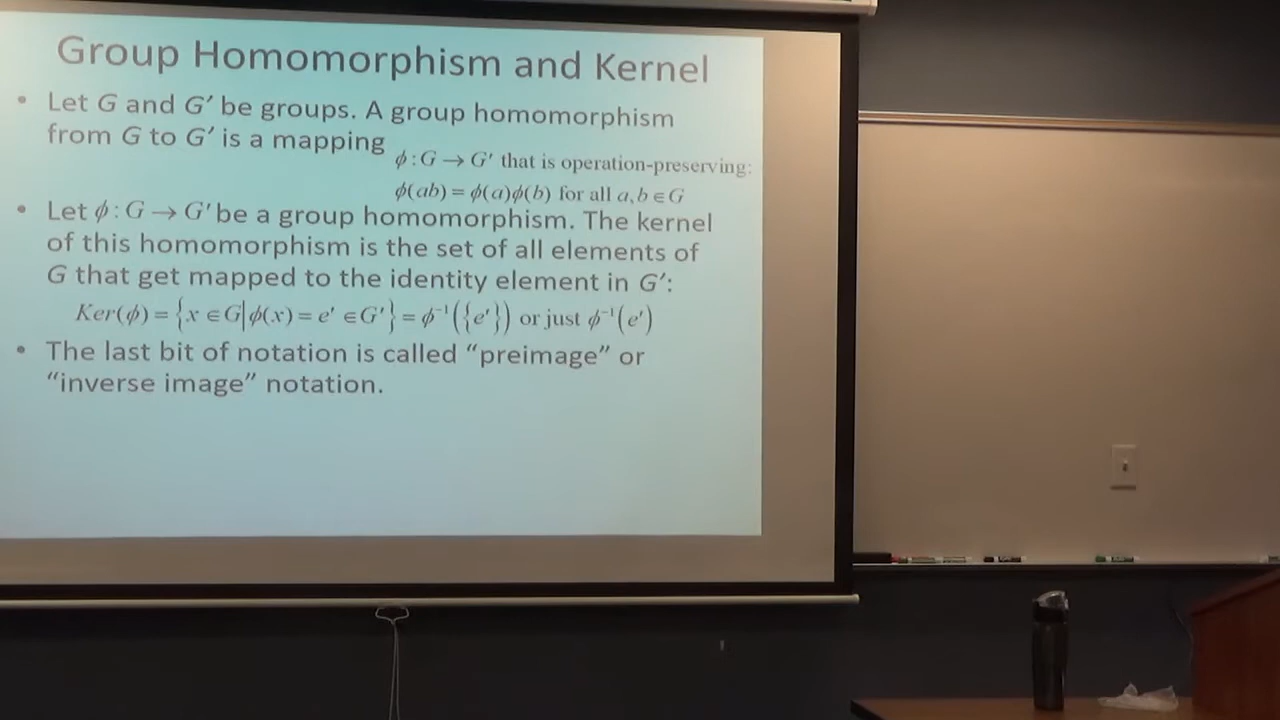 Group Homomorphism and Kernel
• Let G and G′ be groups. A group homomorphism
from G to G′ is a mapping
ϕ : G → G′ that is operation-preserving:
ϕ(ab) = ϕ(a)ϕ(b) for all a, b ∈ G
• Let ϕ : G → G′ be a group homomorphism. The kernel
of this homomorphism is the set of all elements of
G that get mapped to the identity element in G′:
Ker(ϕ) = {x ∈ G|ϕ(x) = e′ ∈ G′} = ϕ⁻¹({e′}) or just ϕ⁻¹(e′)
• The last bit of notation is called “preimage” or
“inverse image” notation.